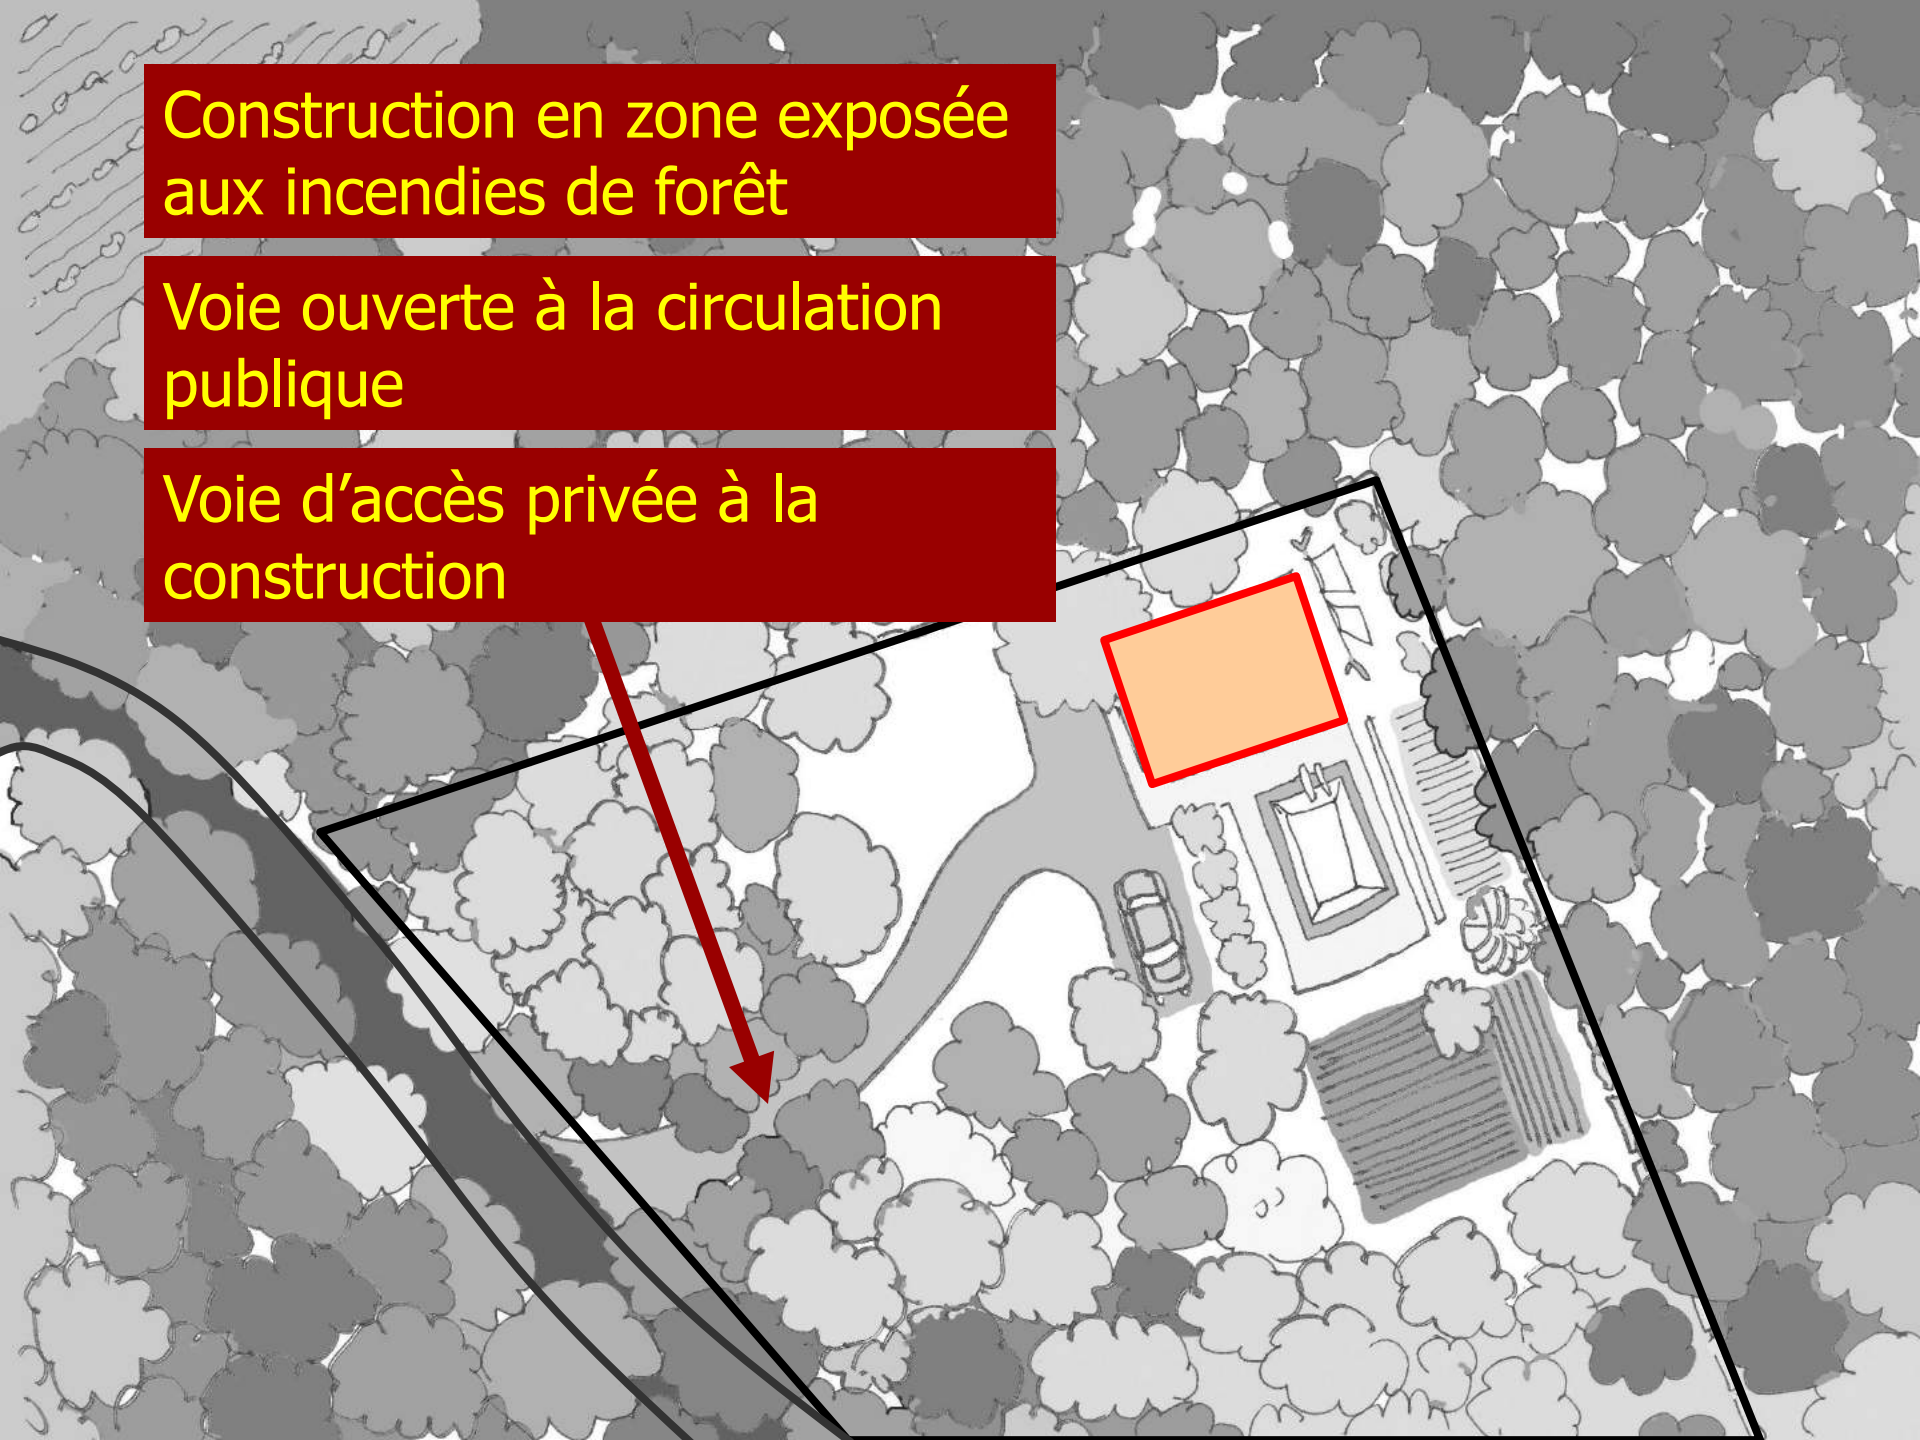 Construction en zone exposée
aux incendies de forêt
Voie ouverte à la circulation
publique
Voie d’accès privée à la
construction